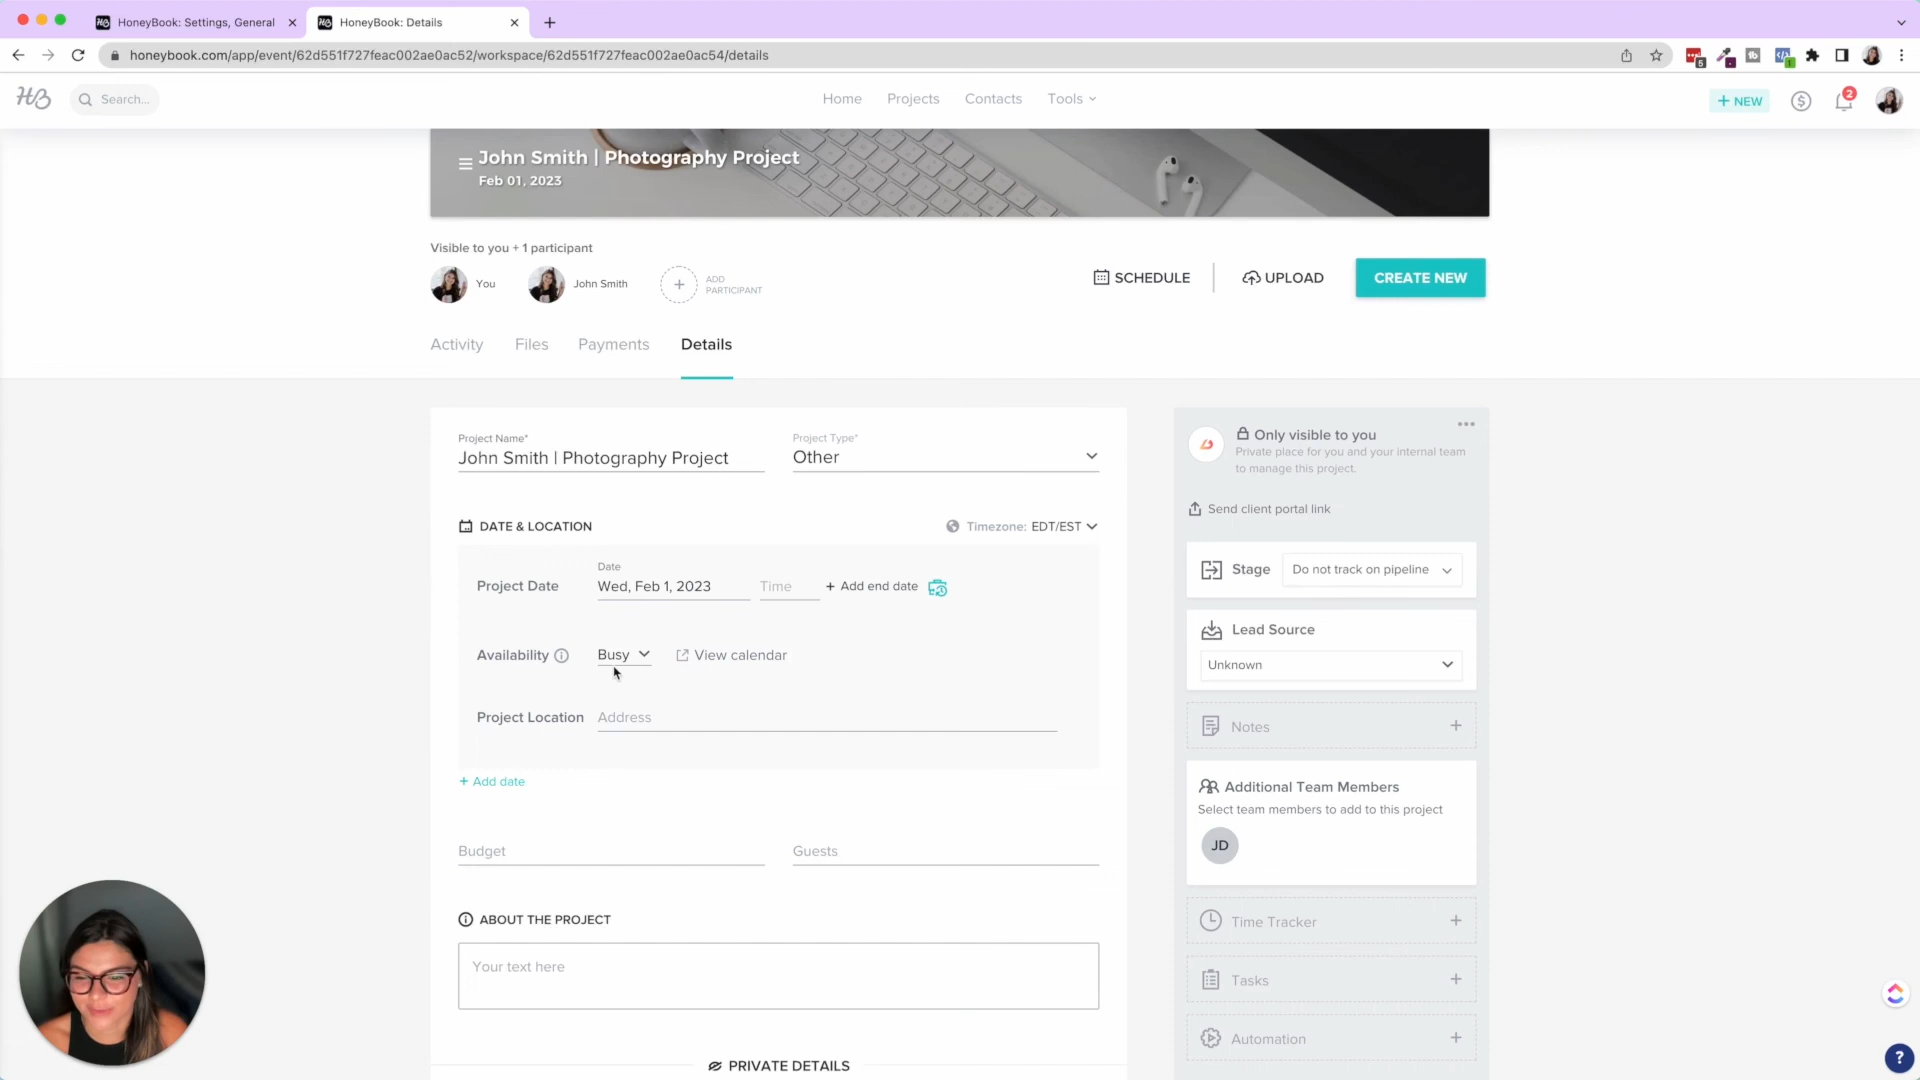 HoneyBook: Settings, General
HoneyBook: Details
honeybook.com/app/event/62d551f727feac002ae0ac52/workspace/62d551f727feac002ae0ac54/details
5
1
HB
Search...
Home
Projects
Contacts
Tools
+ NEW
2
John Smith | Photography Project
Feb 01, 2023
Visible to you + 1 participant
You
John Smith
ADD
PARTICIPANT
SCHEDULE
UPLOAD
CREATE NEW
Activity
Files
Payments
Details
Project Name*
John Smith | Photography Project
Project Type*
Other
DATE & LOCATION
Timezone: EDT/EST
Project Date
Date
Wed, Feb 1, 2023
Time
+ Add end date
Availability
Busy
View calendar
Project Location
Address
+ Add date
Budget
Guests
ABOUT THE PROJECT
Your text here
PRIVATE DETAILS
Only visible to you
Private place for you and your internal team
to manage this project.
Send client portal link
Stage
Do not track on pipeline
Lead Source
Unknown
Notes
Additional Team Members
Select team members to add to this project
JD
Time Tracker
Tasks
Automation
?